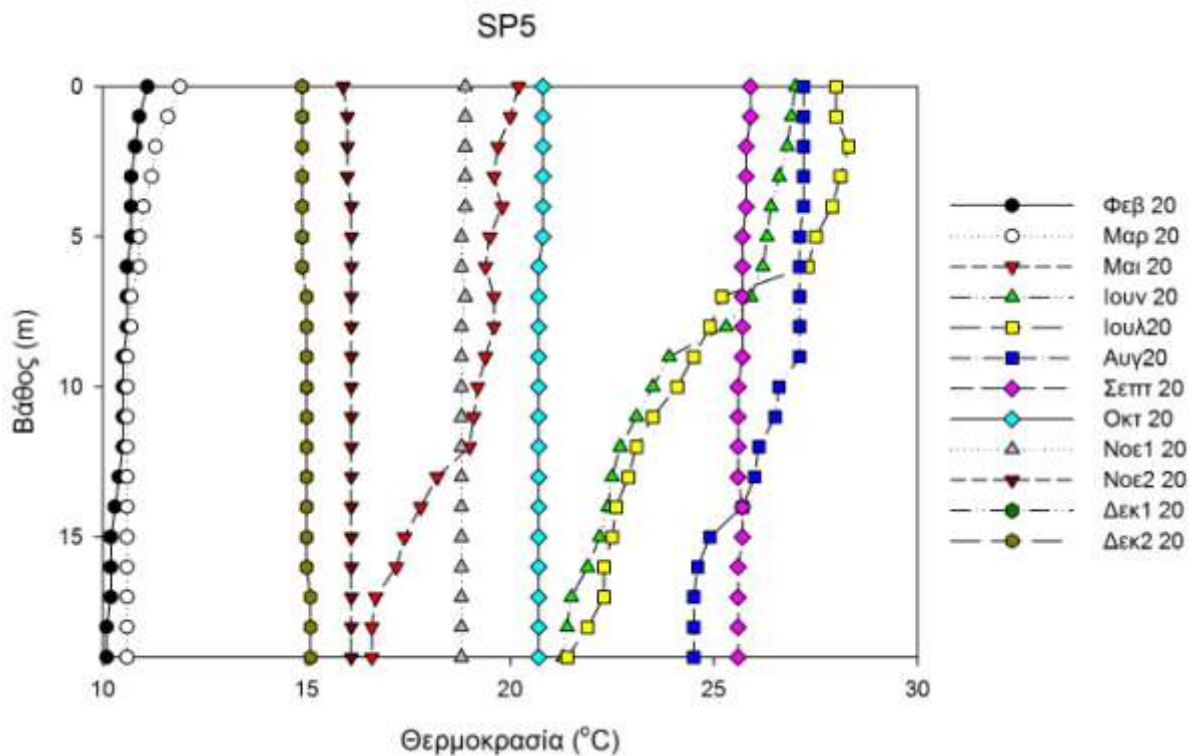 SP5
0
5
10
15
Βάθος (m)
10 15 20 25 30
Θερμοκρασία (°C)
Φεβ 20
Μαρ 20
Μαι 20
Ιουν 20
Ιουλ20
Αυγ20
Σεπτ 20
Οκτ 20
Νοε1 20
Νοε2 20
Δεκ1 20
Δεκ2 20